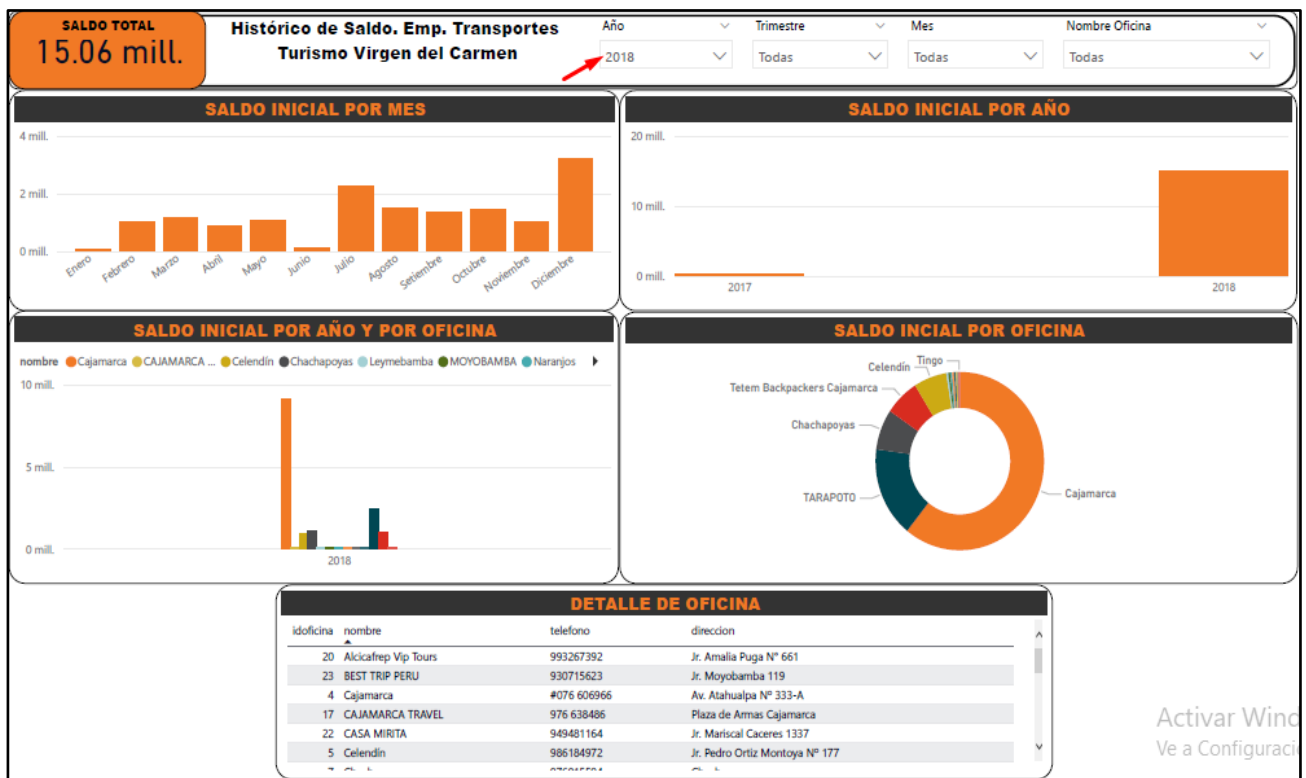 SALDO TOTAL
15.06 mill.
Histórico de Saldo. Emp. Transportes
Turismo Virgen del Carmen
Año
2018
Trimestre
Todas
Mes
Todas
Nombre Oficina
Todas
SALDO INICIAL POR MES
4 mill.
2 mill.
0 mill.
Enero Febrero Marzo Abril Mayo Junio Julio Agosto Setiembre Octubre Noviembre Diciembre
SALDO INICIAL POR AÑO
20 mill.
10 mill.
0 mill.
2017 2018
SALDO INICIAL POR AÑO Y POR OFICINA
nombre Cajamarca CAJAMARCA ... Celendín Chachapoyas Leymebamba MOYOBAMBA Naranjos
10 mill.
5 mill.
0 mill.
2018
SALDO INCIAL POR OFICINA
Tingo
Celendín
Tetem Backpackers Cajamarca
Chachapoyas
TARAPOTO
Cajamarca
DETALLE DE OFICINA
idoficina nombre telefono direccion
20 Alcicafrep Vip Tours 993267392 Jr. Amalia Puga N° 661
23 BEST TRIP PERU 930715623 Jr. Moyobamba 119
4 Cajamarca #076 606966 Av. Atahualpa Nº 333-A
17 CAJAMARCA TRAVEL 976 638486 Plaza de Armas Cajamarca
22 CASA MIRITA 949481164 Jr. Mariscal Caceres 1337
5 Celendín 986184972 Jr. Pedro Ortiz Montoya Nº 177
Activar Wind
Ve a Configuraci